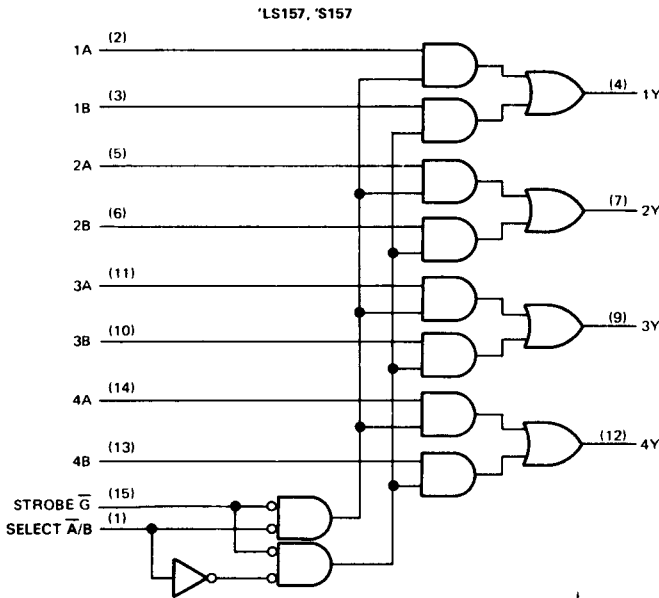 'LS157, 'S157
1A (2)
(4) 1Y
1B (3)
2A (5)
(7) 2Y
2B (6)
3A (11)
(9) 3Y
3B (10)
4A (14)
(12) 4Y
4B (13)
STROBE G̅ (15)
SELECT A̅/B (1)